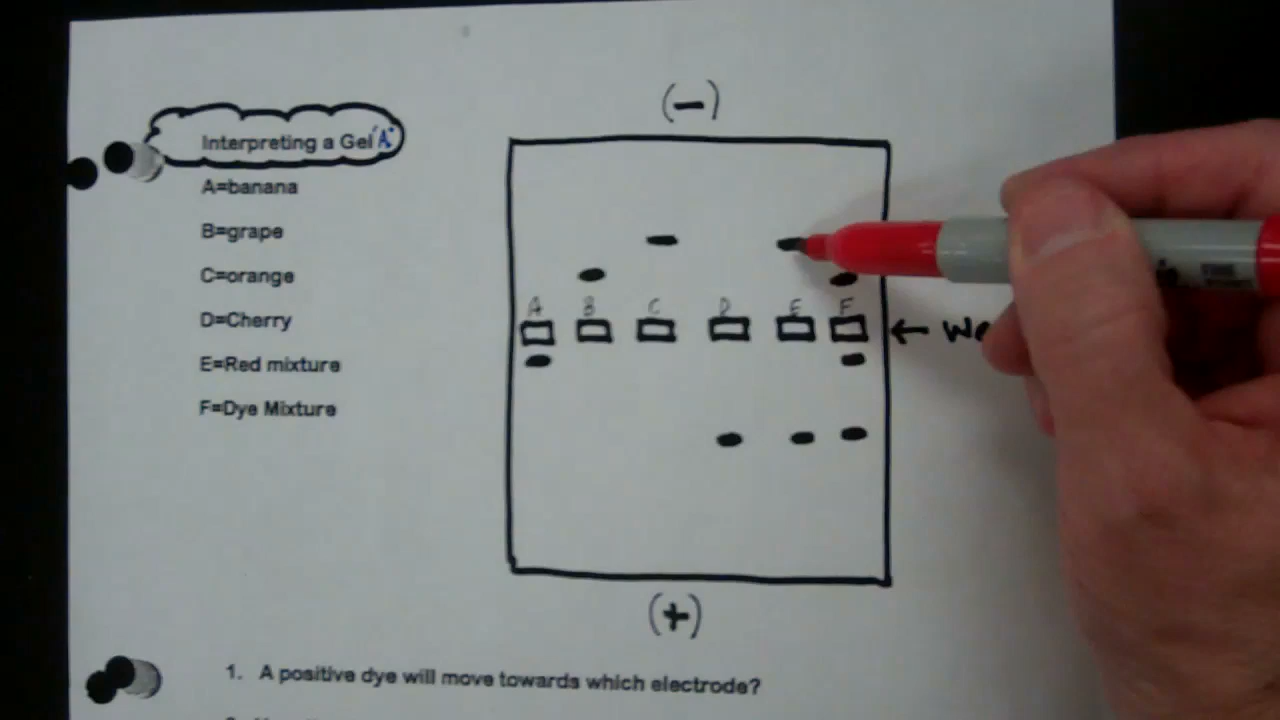 (-)
Interpreting a Gel "A"
A=banana
B=grape
C=orange
D=Cherry
E=Red mixture
F=Dye Mixture
A B C D E F
←
(+)
1. A positive dye will move towards which electrode?